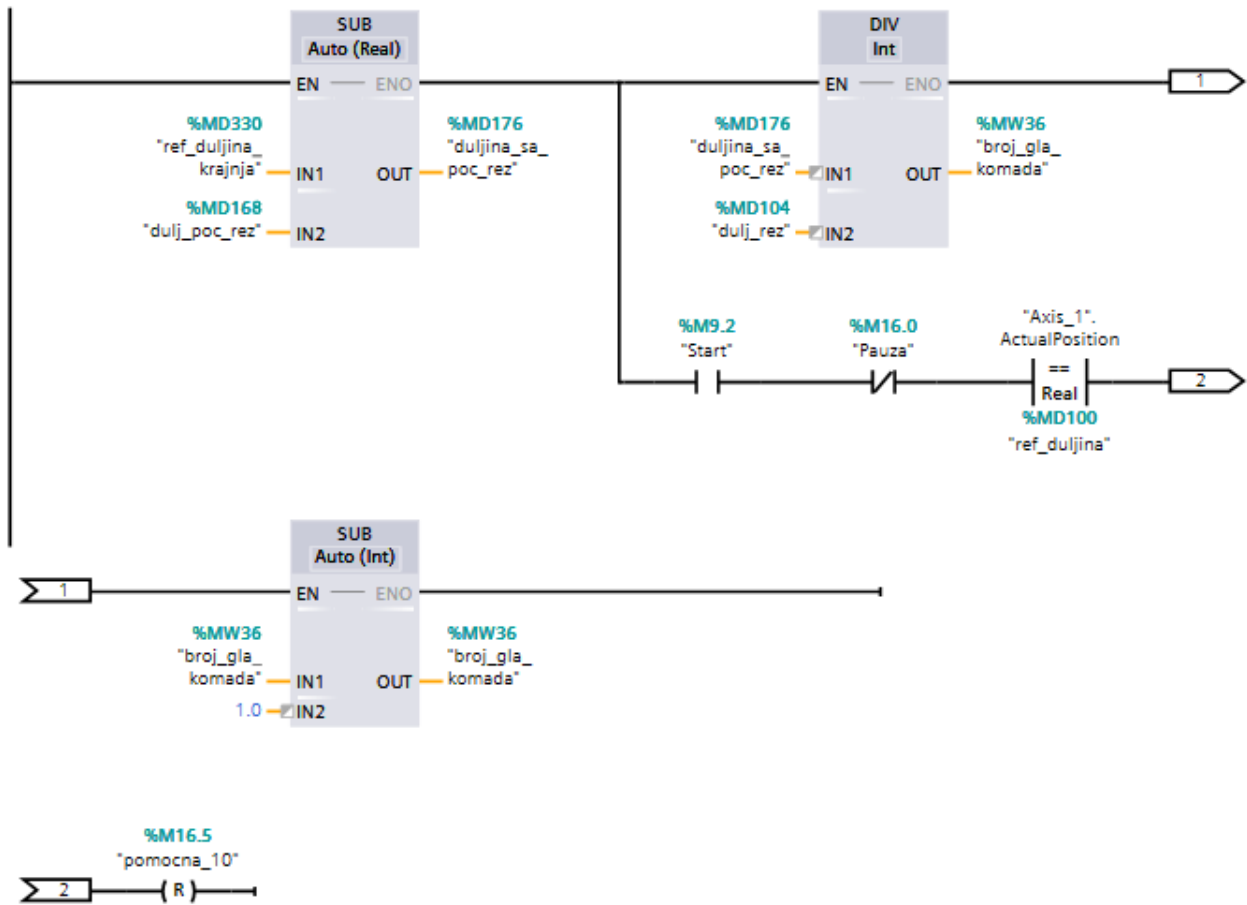 SUB
Auto (Real)
EN
ENO
%MD330
"ref_duljina_
krajnja"
IN1
OUT
%MD176
"duljina_sa_
poc_rez"
%MD168
"dulj_poc_rez"
IN2
DIV
Int
EN
ENO
1
%MD176
"duljina_sa_
poc_rez"
IN1
OUT
%MW36
"broj_gla_
komada"
%MD104
"dulj_rez"
IN2
%M9.2
"Start"
%M16.0
"Pauza"
"Axis_1".
ActualPosition
==
Real
%MD100
"ref_duljina"
2
SUB
Auto (Int)
1
EN
ENO
%MW36
"broj_gla_
komada"
IN1
OUT
%MW36
"broj_gla_
komada"
1.0
IN2
%M16.5
"pomocna_10"
2
R